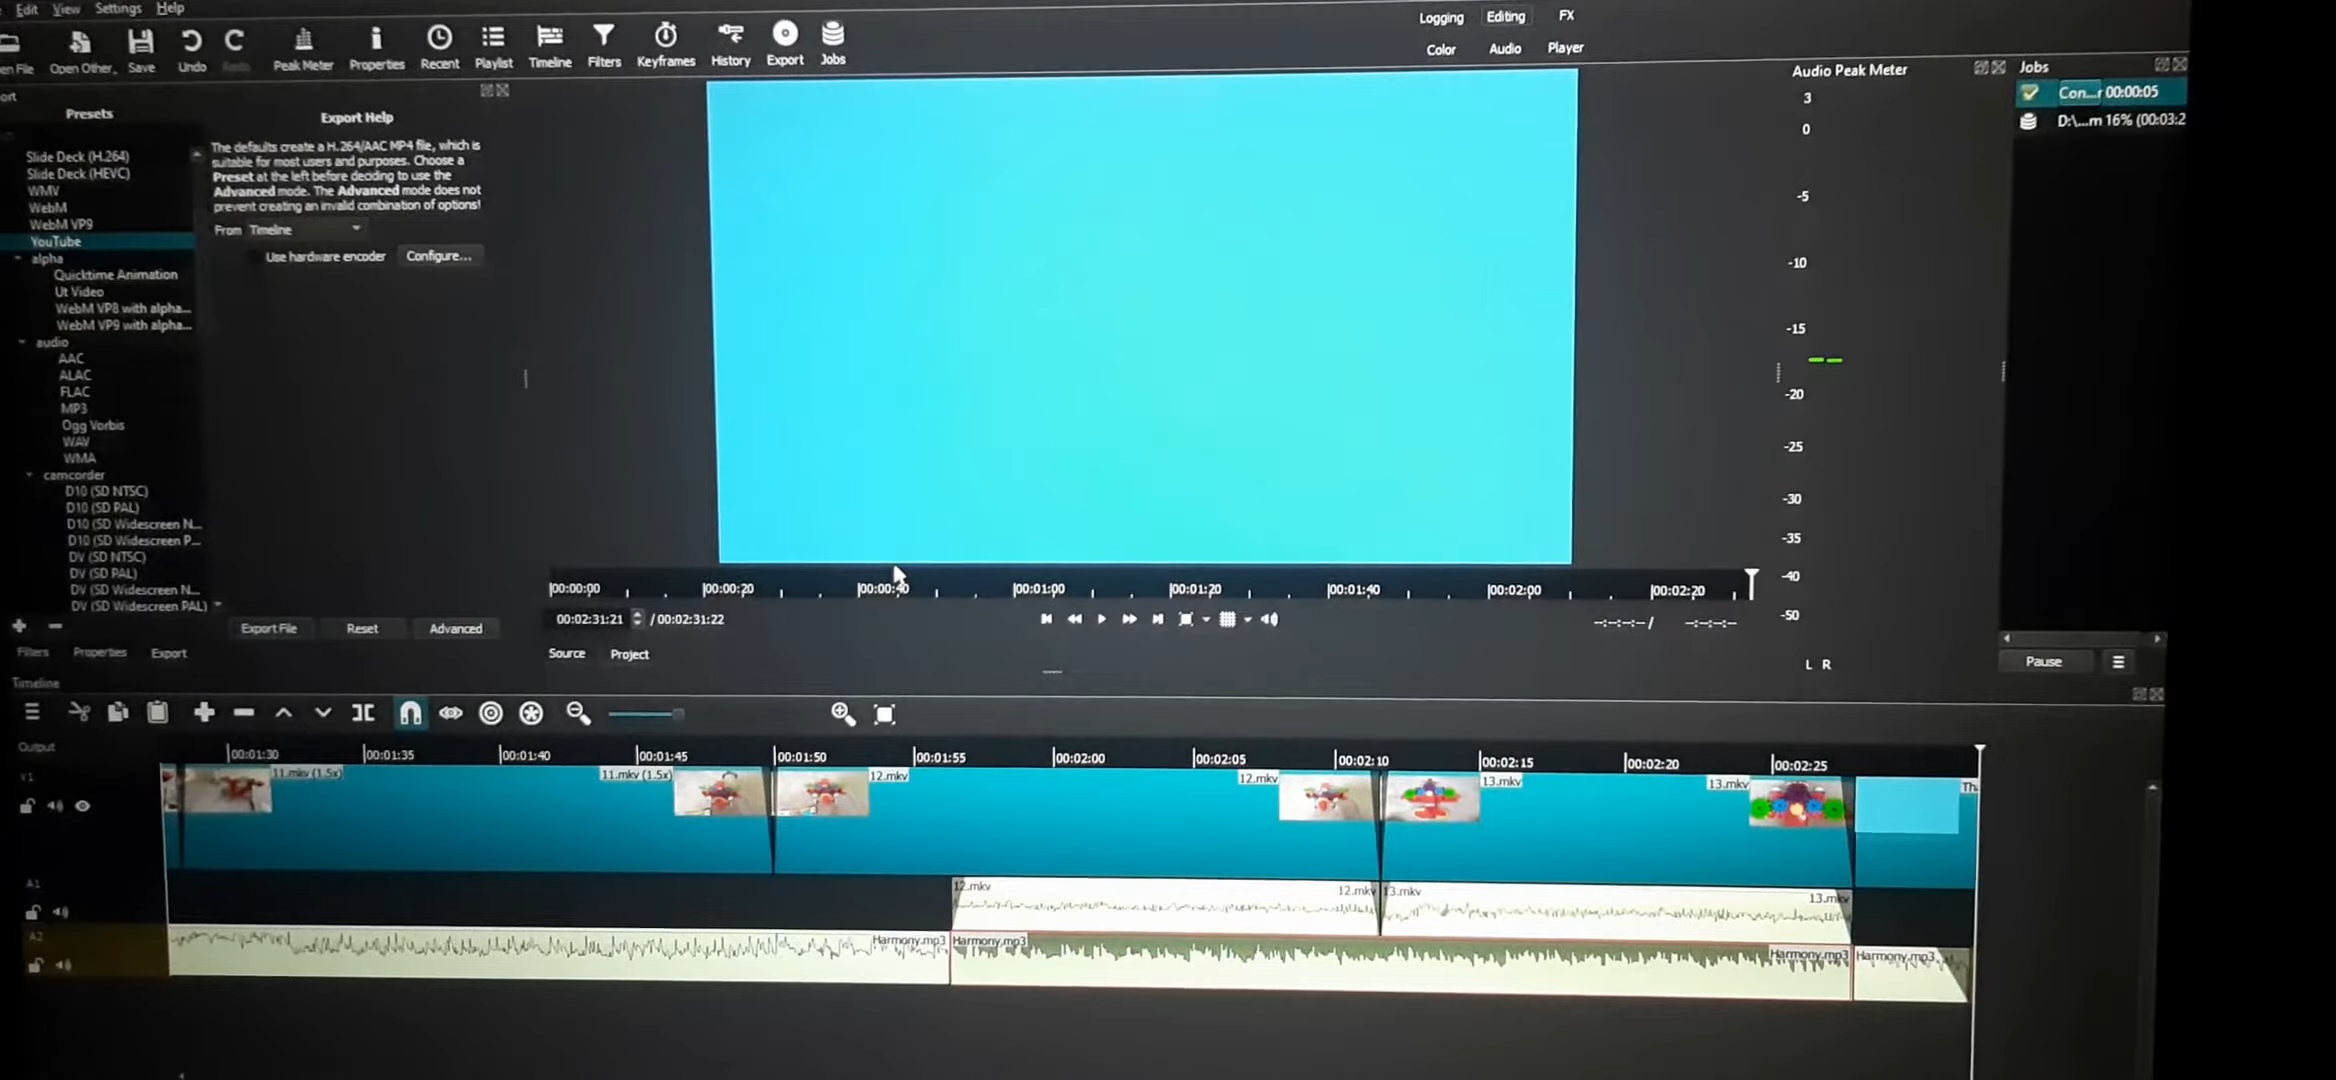 Edit View Settings Help
Logging Editing FX
Color Audio Player
en File Open Other.. Save Undo Peak Meter Properties Recent Playlist Timeline Filters Keyframes History Export Jobs
ort
Presets
Slide Deck (H.264)
Slide Deck (HEVC)
WMV
WebM
WebM VP9
YouTube
alpha
Quicktime Animation
Ut Video
WebM VP8 with alpha...
WebM VP9 with alpha...
audio
AAC
ALAC
FLAC
MP3
Ogg Vorbis
WAV
WMA
camcorder
D10 (SD NTSC)
D10 (SD PAL)
D10 (SD Widescreen N...
D10 (SD Widescreen P...
DV (SD NTSC)
DV (SD PAL)
DV (SD Widescreen N...
DV (SD Widescreen PAL)
Export Help
The defaults create a H.264/AAC MP4 file, which is
suitable for most users and purposes. Choose a
Preset at the left before deciding to use the
Advanced mode. The Advanced mode does not
prevent creating an invalid combination of options!
From Timeline
Use hardware encoder Configure...
Export File Reset Advanced
Filters Properties Export
00:00:00 00:00:20 00:00:40 00:01:00 00:01:20 00:01:40 00:02:00 00:02:20
00:02:31:21 / 00:02:31:22
--:--:--:-- / --:--:--:--
Source Project
Audio Peak Meter
3
0
-5
-10
-15
-20
-25
-30
-35
-40
-50
L R
Jobs
Con...r 00:00:05
D:\...m 16% (00:03:2
Pause
Timeline
Output
00:01:30 00:01:35 00:01:40 00:01:45 00:01:50 00:01:55 00:02:00 00:02:05 00:02:10 00:02:15 00:02:20 00:02:25
V1
11.mkv (1.5x) 11.mkv (1.5x) 12.mkv 12.mkv 13.mkv 13.mkv Th
A1
12.mkv 12.mkv 13.mkv 13.mkv
A2
Harmony.mp3 Harmony.mp3 Harmony.mp3 Harmony.mp3